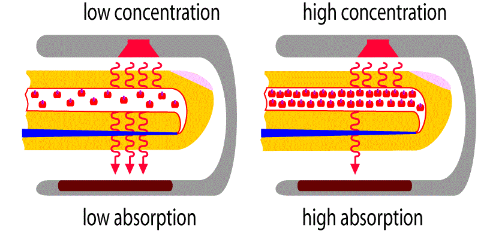 low concentration
high concentration
low absorption
high absorption